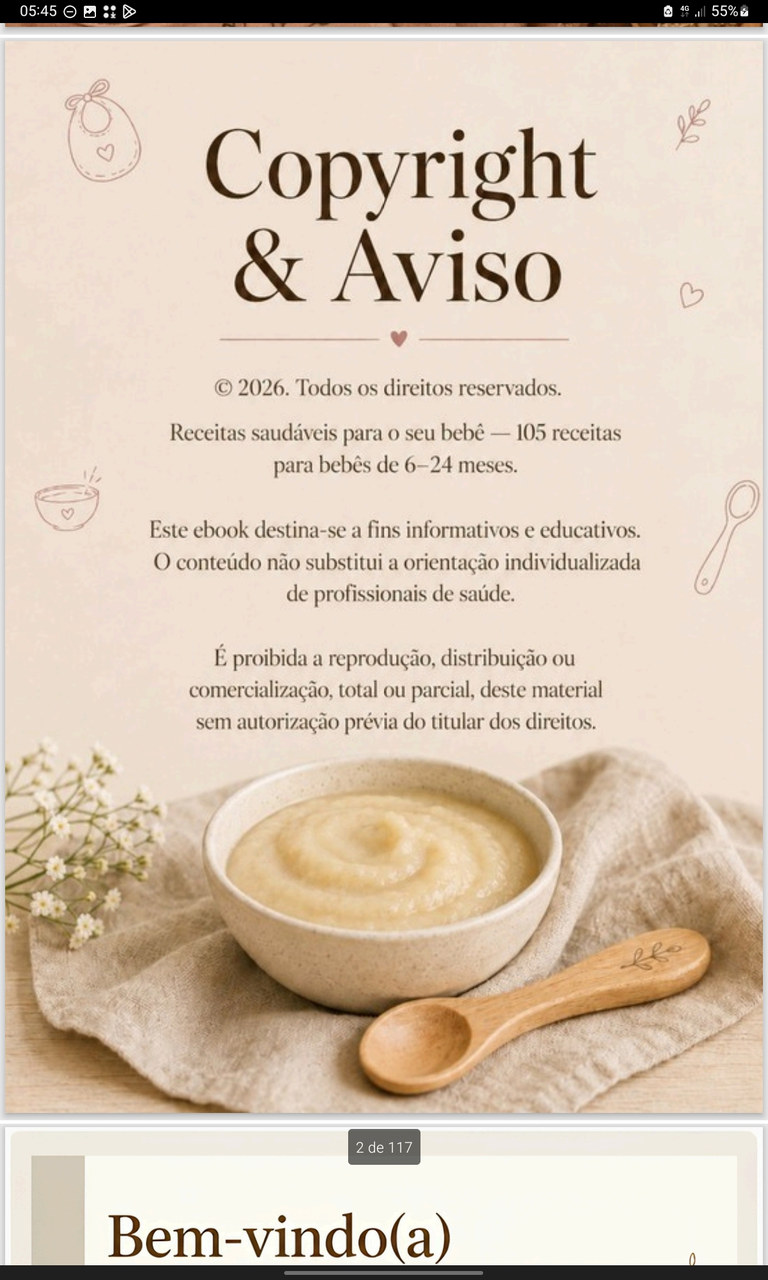 05:45
4G
55%
Copyright
& Aviso
© 2026. Todos os direitos reservados.
Receitas saudáveis para o seu bebê — 105 receitas
para bebês de 6–24 meses.
Este ebook destina-se a fins informativos e educativos.
O conteúdo não substitui a orientação individualizada
de profissionais de saúde.
É proibida a reprodução, distribuição ou
comercialização, total ou parcial, deste material
sem autorização prévia do titular dos direitos.
2 de 117
Bem-vindo(a)